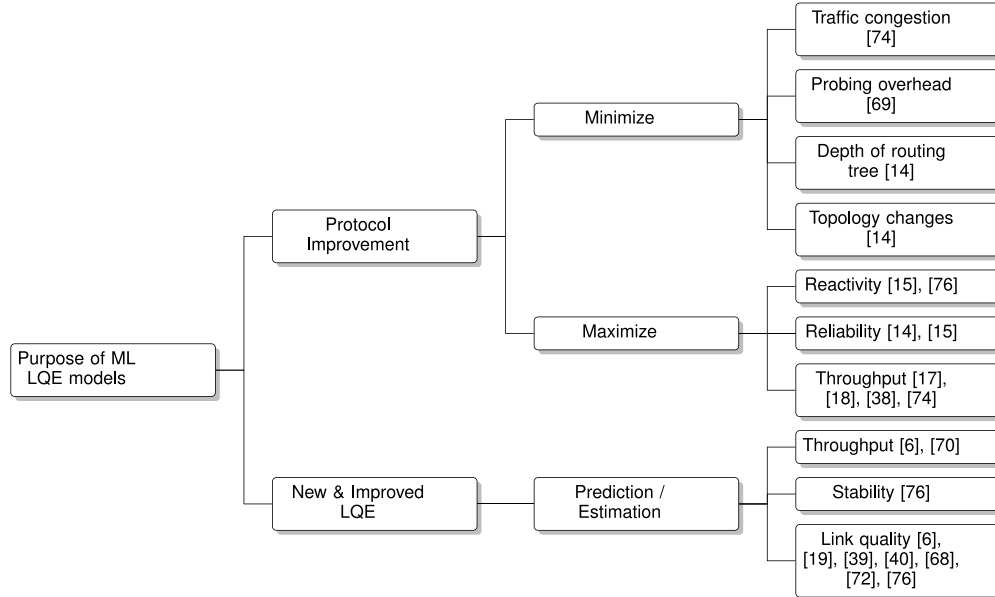 Purpose of ML
LQE models
Protocol
Improvement
Minimize
Traffic congestion
[74]
Probing overhead
[69]
Depth of routing
tree [14]
Topology changes
[14]
Maximize
Reactivity [15], [76]
Reliability [14], [15]
Throughput [17],
[18], [38], [74]
New & Improved
LQE
Prediction /
Estimation
Throughput [6], [70]
Stability [76]
Link quality [6],
[19], [39], [40], [68],
[72], [76]